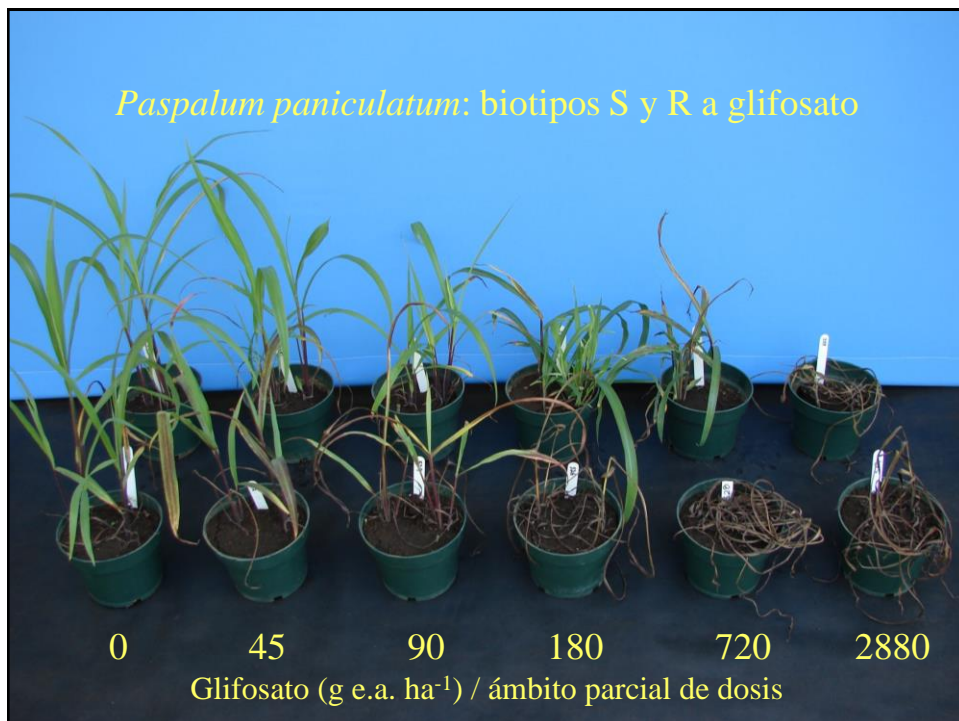 Paspalum paniculatum: biotipos S y R a glifosato
0 45 90 180 720 2880
Glifosato (g e.a. ha-1) / ámbito parcial de dosis